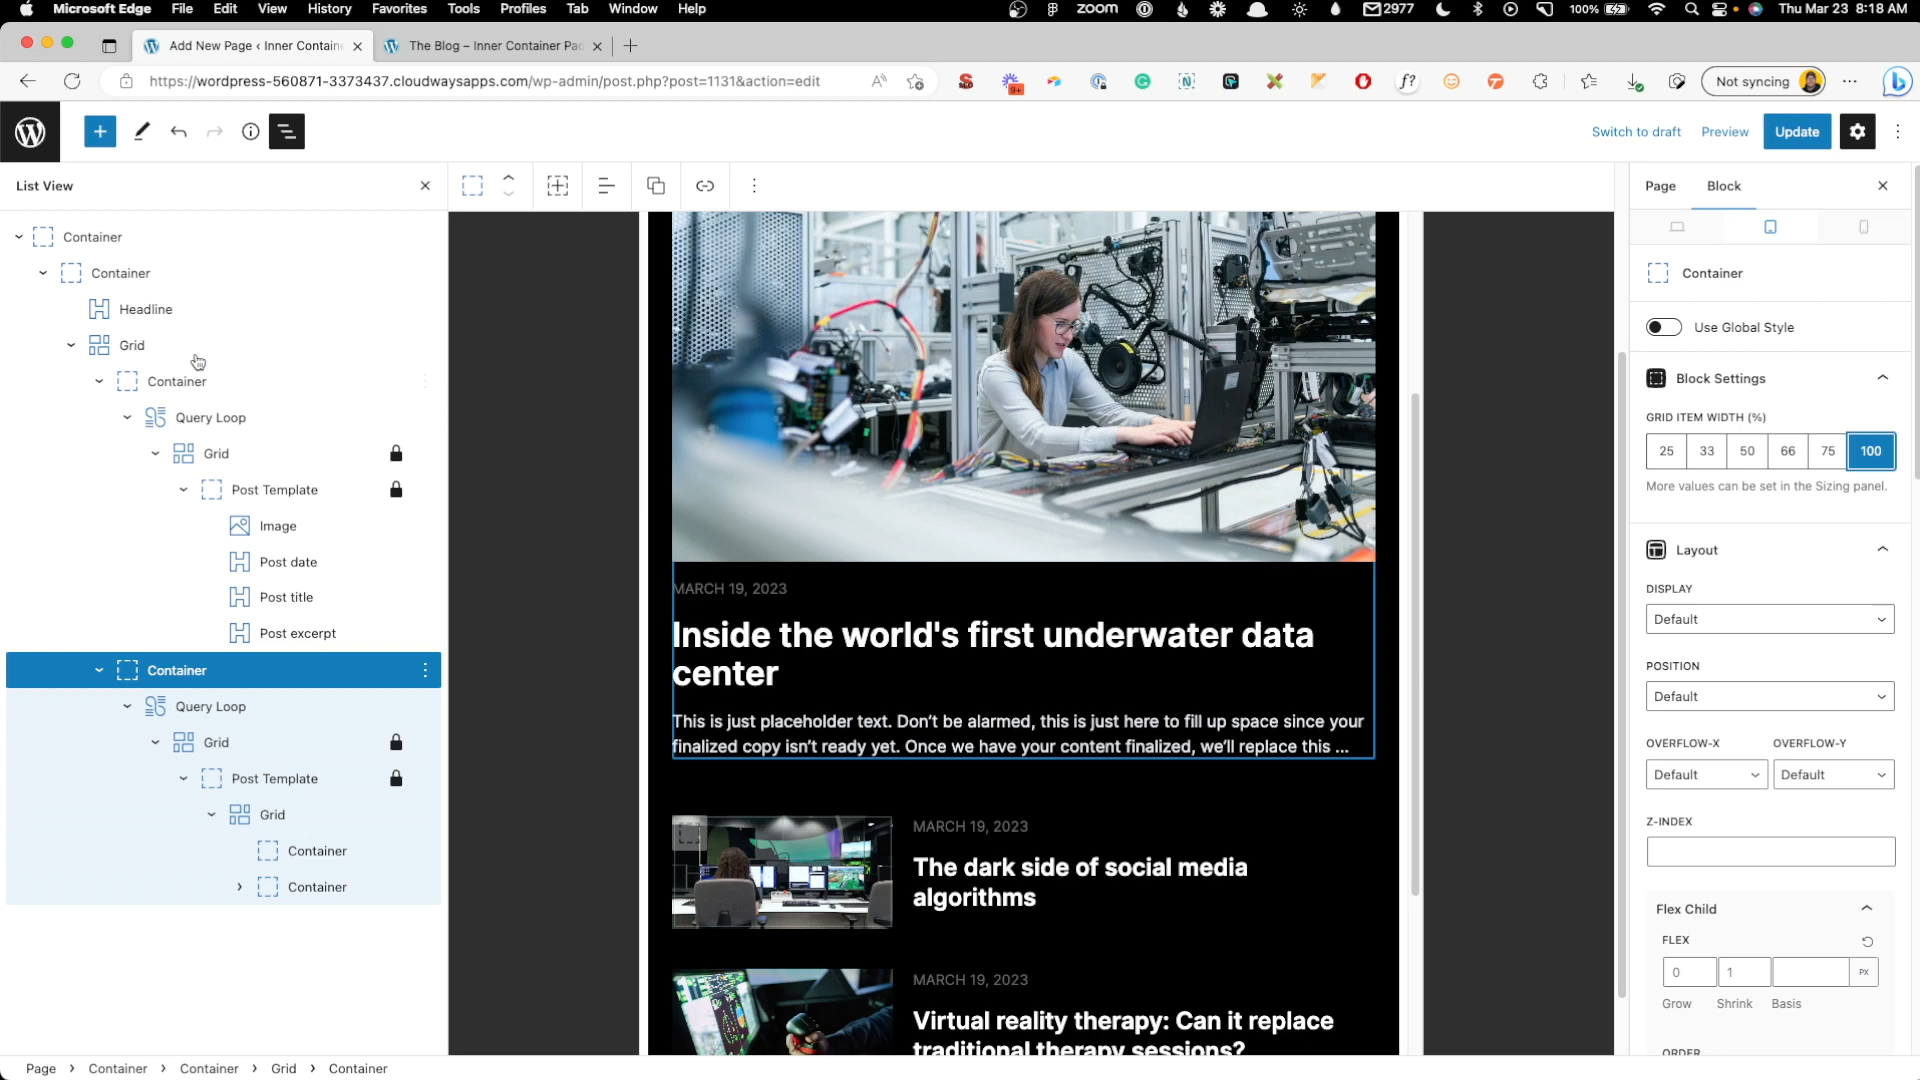 Microsoft Edge File Edit View History Favorites Tools Profiles Tab Window Help zoom 2977 100% Thu Mar 23 8:18 AM
Add New Page ‹ Inner Contain
The Blog – Inner Container Pad
https://wordpress-560871-3373437.cloudwaysapps.com/wp-admin/post.php?post=1131&action=edit
9+
f?
Not syncing
Switch to draft
Preview
Update
List View
Page
Block
Container
Container
Headline
Grid
Container
Query Loop
Grid
Post Template
Image
Post date
Post title
Post excerpt
Container
Query Loop
Grid
Post Template
Grid
Container
Container
MARCH 19, 2023
Inside the world's first underwater data
center
This is just placeholder text. Don't be alarmed, this is just here to fill up space since your
finalized copy isn't ready yet. Once we have your content finalized, we'll replace this ...
MARCH 19, 2023
The dark side of social media
algorithms
MARCH 19, 2023
Virtual reality therapy: Can it replace
traditional therapy sessions?
Container
Use Global Style
Block Settings
GRID ITEM WIDTH (%)
25 33 50 66 75 100
More values can be set in the Sizing panel.
Layout
DISPLAY
Default
POSITION
Default
OVERFLOW-X OVERFLOW-Y
Default Default
Z-INDEX
Flex Child
FLEX
0 1 PX
Grow Shrink Basis
ORDER
Page › Container › Container › Grid › Container